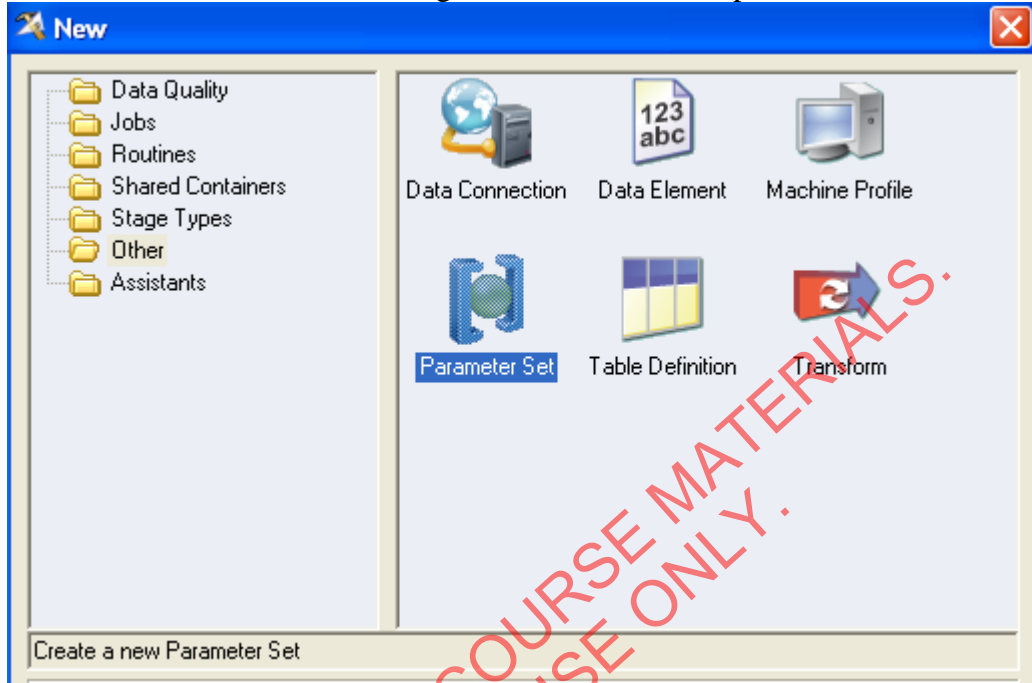 New
Data Quality
Jobs
Routines
Shared Containers
Stage Types
Other
Assistants
Data Connection
123
abc
Data Element
Machine Profile
Parameter Set
Table Definition
Transform
Create a new Parameter Set
COURSE MATERIALS.
USE ONLY.